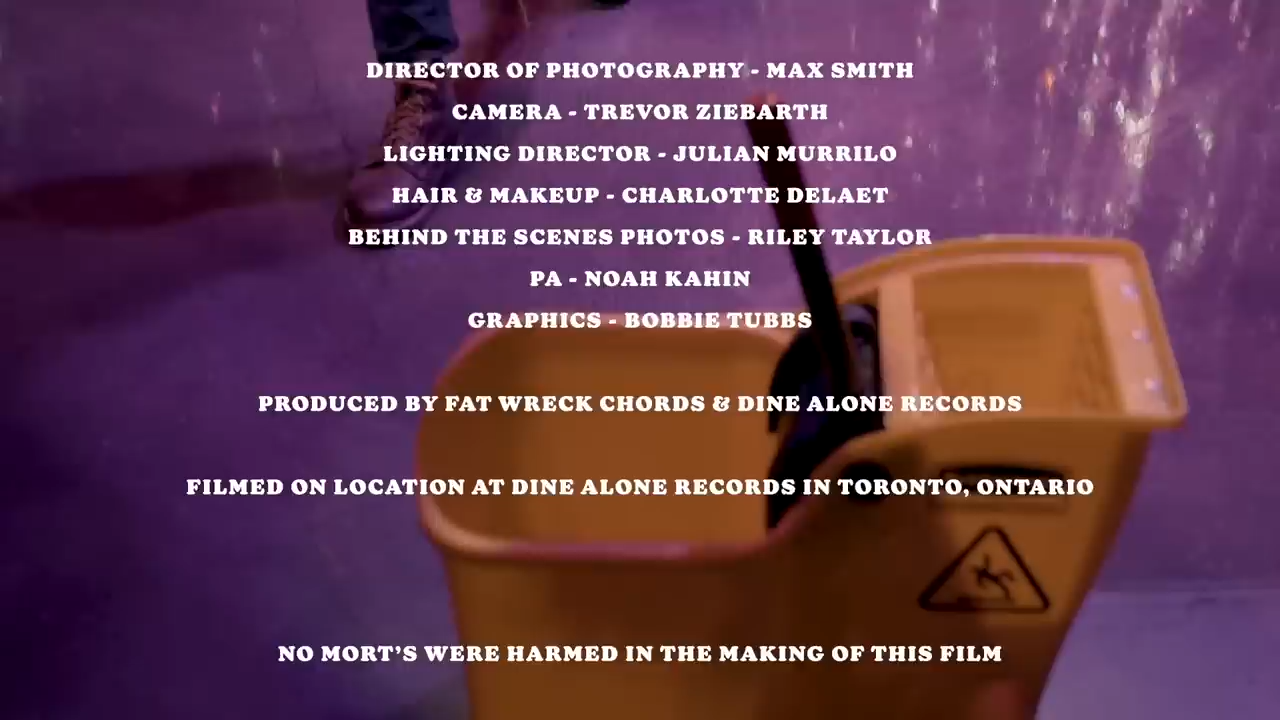 DIRECTOR OF PHOTOGRAPHY - MAX SMITH
CAMERA - TREVOR ZIEBARTH
LIGHTING DIRECTOR - JULIAN MURRILO
HAIR & MAKEUP - CHARLOTTE DELAET
BEHIND THE SCENES PHOTOS - RILEY TAYLOR
PA - NOAH KAHIN
GRAPHICS - BOBBIE TUBBS
PRODUCED BY FAT WRECK CHORDS & DINE ALONE RECORDS
FILMED ON LOCATION AT DINE ALONE RECORDS IN TORONTO, ONTARIO
NO MORT'S WERE HARMED IN THE MAKING OF THIS FILM